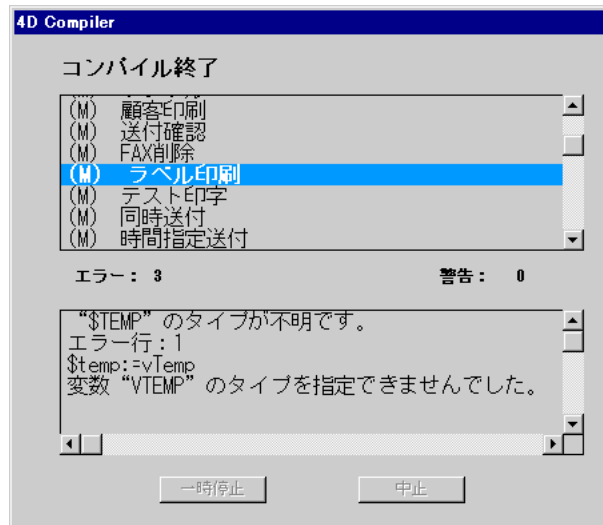 4D Compiler
コンパイル終了
(M) 顧客印刷
(M) 送付確認
(M) FAX削除
(M) ラベル印刷
(M) テスト印字
(M) 同時送付
(M) 時間指定送付
エラー： 3 警告： 0
“$TEMP”のタイプが不明です。
エラー行：1
$temp:=vTemp
変数“VTEMP”のタイプを指定できませんでした。
一時停止 中止